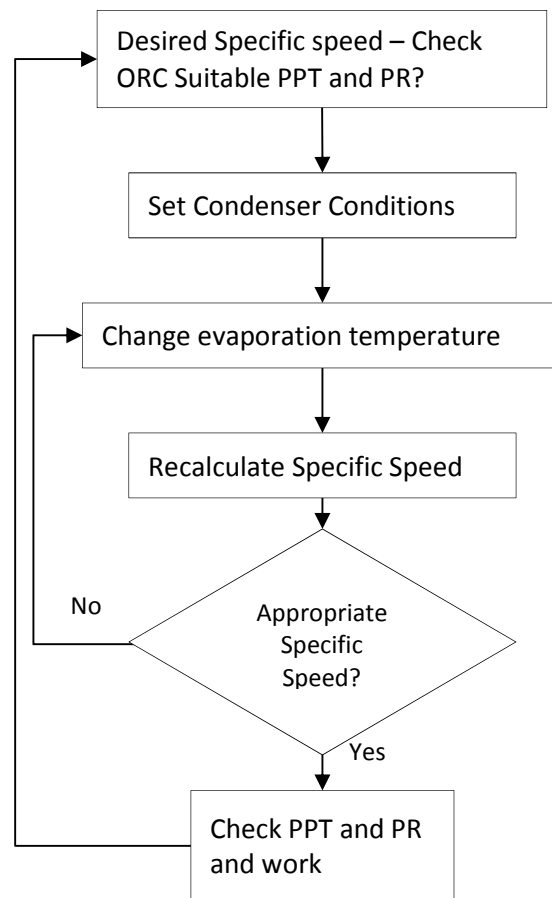 Desired Specific speed – Check
ORC Suitable PPT and PR?
Set Condenser Conditions
Change evaporation temperature
Recalculate Specific Speed
No
Appropriate
Specific
Speed?
Yes
Check PPT and PR
and work